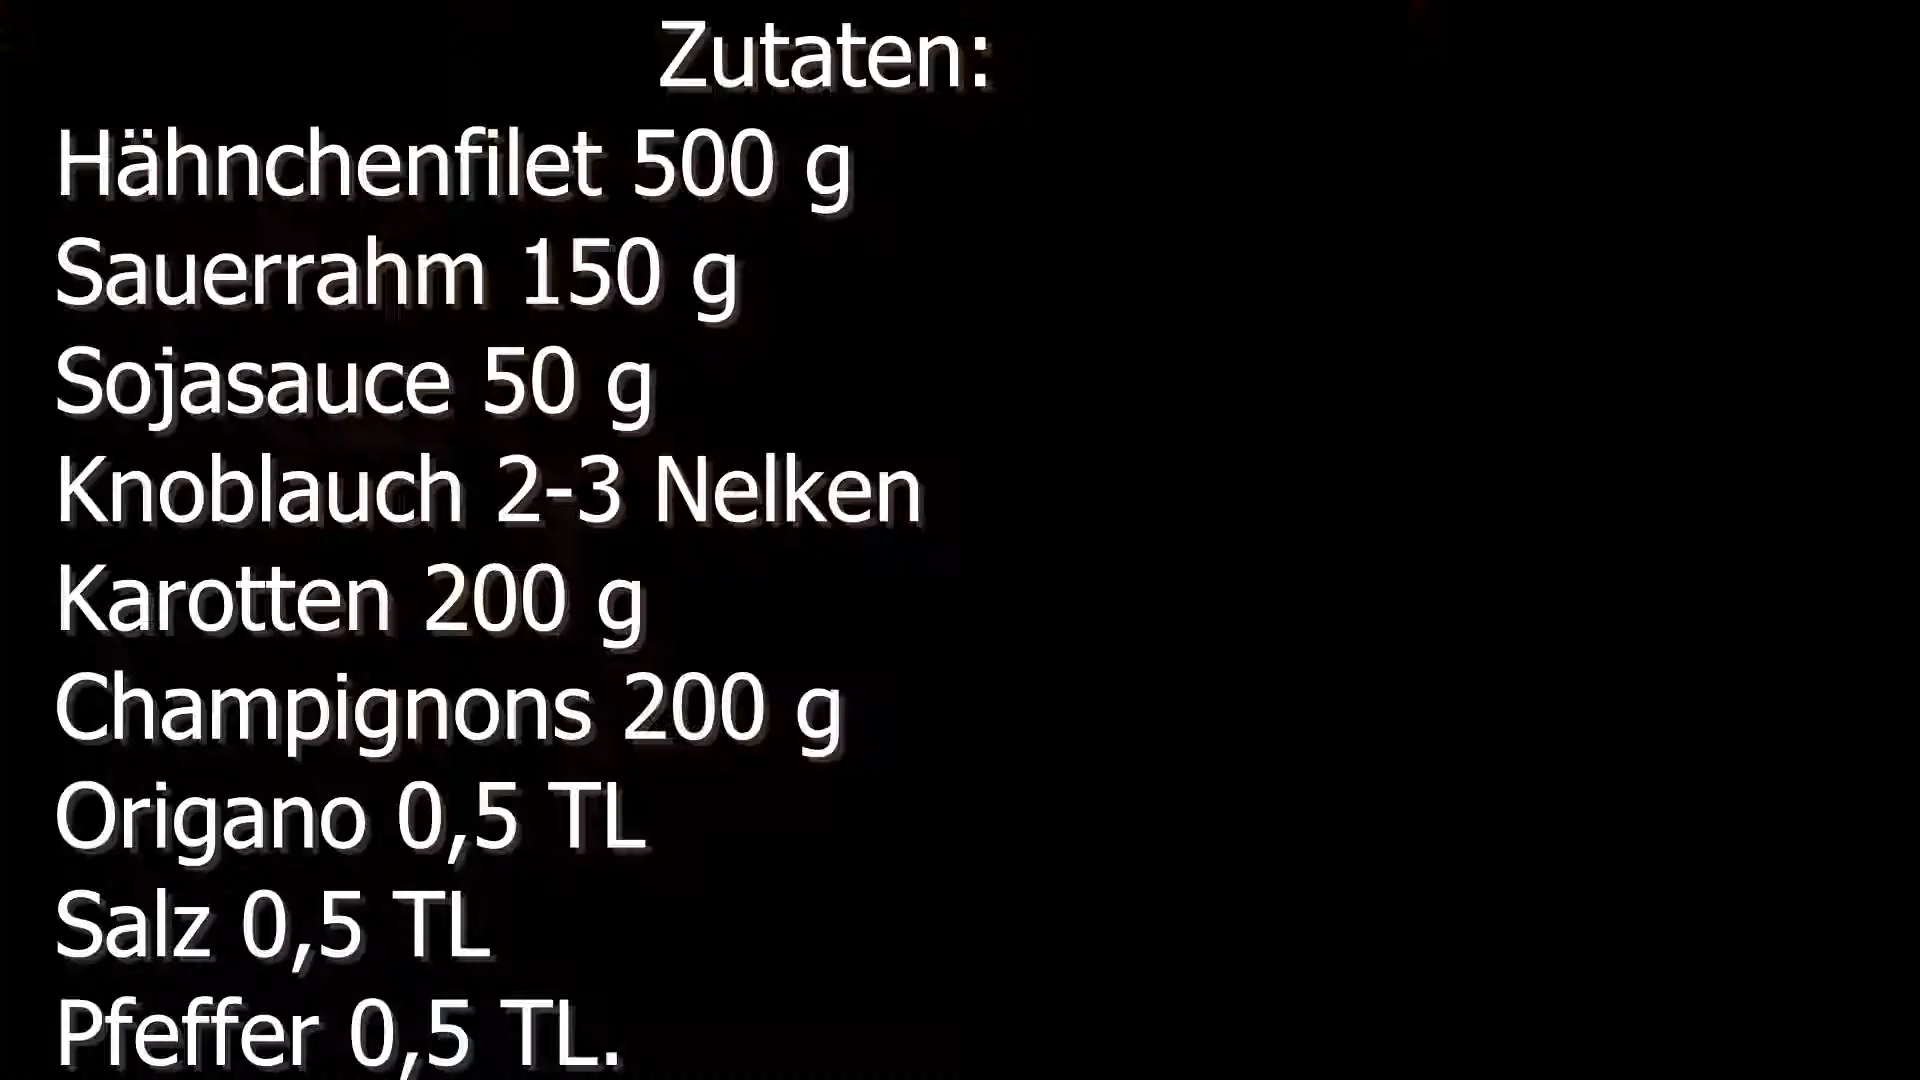 Zutaten:
Hähnchenfilet 500 g
Sauerrahm 150 g
Sojasauce 50 g
Knoblauch 2-3 Nelken
Karotten 200 g
Champignons 200 g
Origano 0,5 TL
Salz 0,5 TL
Pfeffer 0,5 TL.